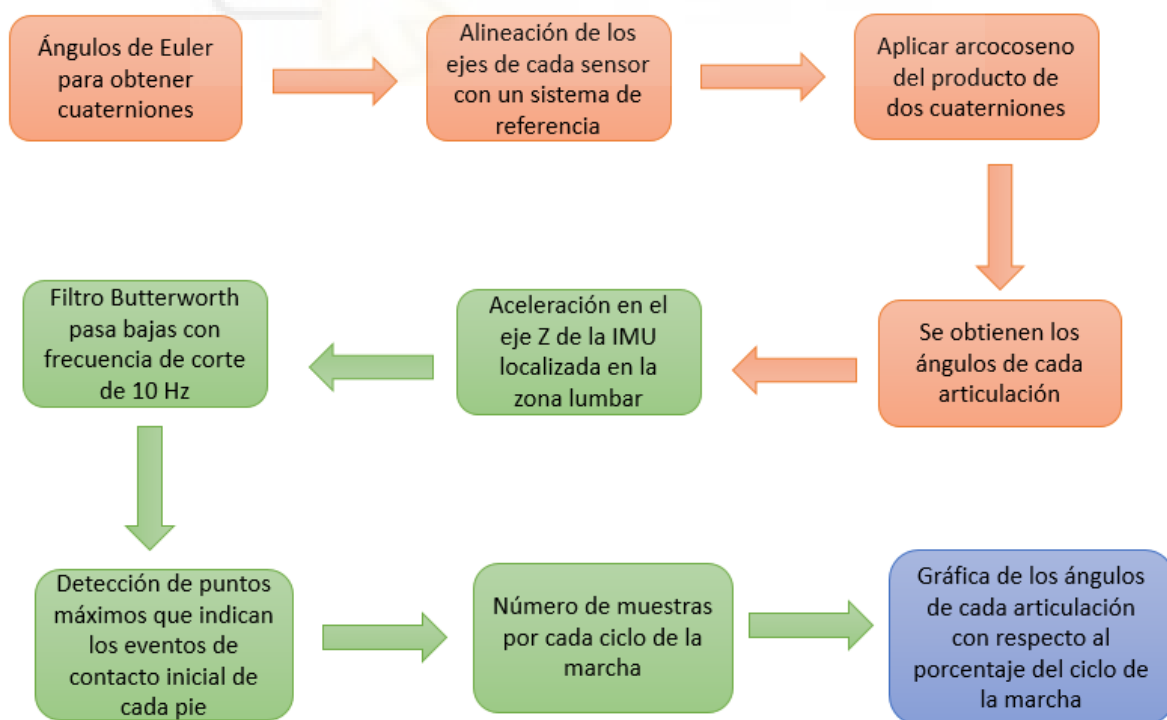 Ángulos de Euler
para obtener
cuaterniones
Alineación de los
ejes de cada sensor
con un sistema de
referencia
Aplicar arcocoseno
del producto de
dos cuaterniones
Se obtienen los
ángulos de cada
articulación
Aceleración en el
eje Z de la IMU
localizada en la
zona lumbar
Filtro Butterworth
pasa bajas con
frecuencia de corte
de 10 Hz
Detección de puntos
máximos que indican
los eventos de
contacto inicial de
cada pie
Número de muestras
por cada ciclo de la
marcha
Gráfica de los ángulos
de cada articulación
con respecto al
porcentaje del ciclo de
la marcha